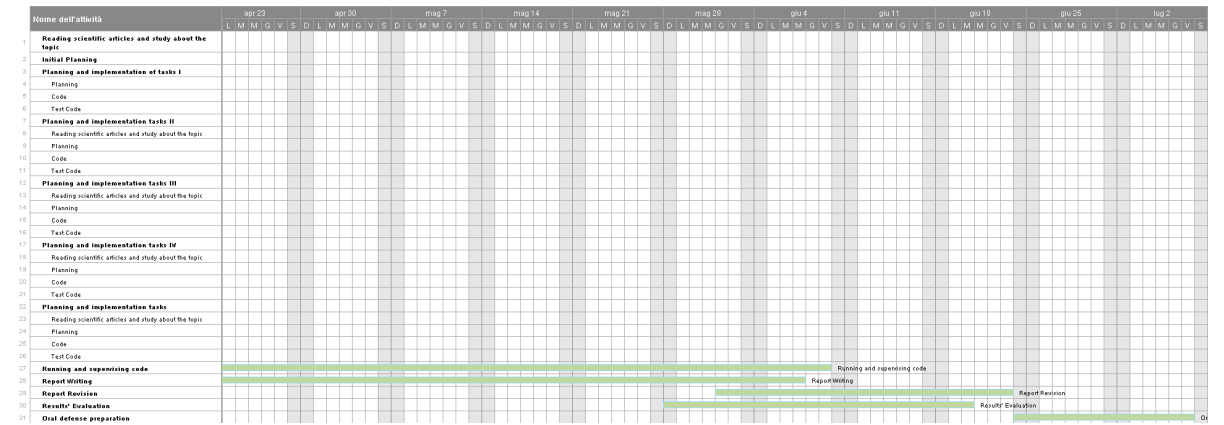 Nome dell'attività
apr 23 apr 30 mag 7 mag 14 mag 21 mag 28 giu 4 giu 11 giu 18 giu 25 lug 2
L M M G V S D L M M G V S D L M M G V S D L M M G V S D L M M G V S D L M M G V S D L M M G V S D L M M G V S D L M M G V S D L M M G V S D L M M G V S
1 Reading scientific articles and study about the
topic
2 Initial Planning
3 Planning and implementation of tasks I
4 Planning
5 Code
6 Test Code
7 Planning and implementation tasks II
8 Reading scientific articles and study about the topic
9 Planning
10 Code
11 Test Code
12 Planning and implementation tasks III
13 Reading scientific articles and study about the topic
14 Planning
15 Code
16 Test Code
17 Planning and implementation tasks IV
18 Reading scientific articles and study about the topic
19 Planning
20 Code
21 Test Code
22 Planning and implementation tasks
23 Reading scientific articles and study about the topic
24 Planning
25 Code
26 Test Code
27 Running and supervising code Running and supervising code
28 Report Writing Report Writing
29 Report Revision Report Revision
30 Results' Evaluation Results' Evaluation
31 Oral defense preparation Or